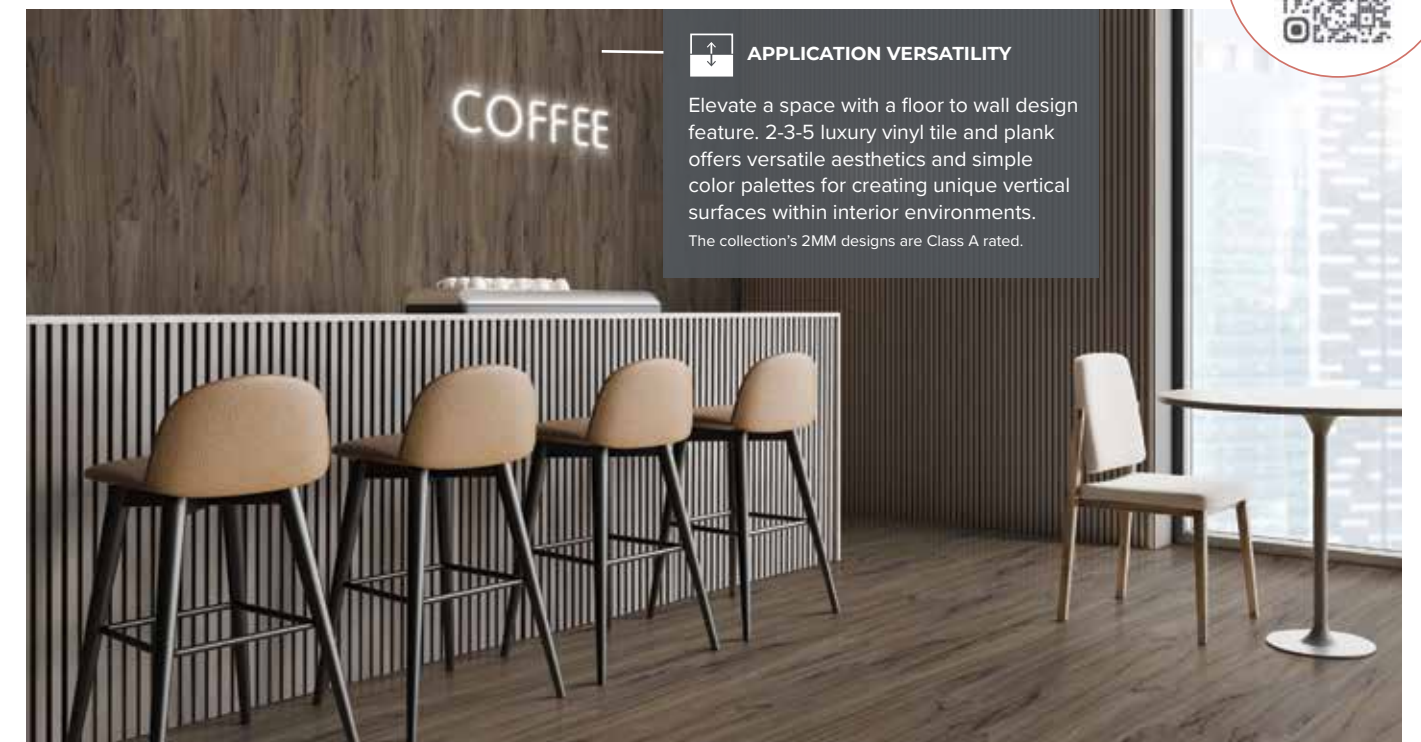 APPLICATION VERSATILITY
COFFEE
Elevate a space with a floor to wall design
feature. 2-3-5 luxury vinyl tile and plank
offers versatile aesthetics and simple
color palettes for creating unique vertical
surfaces within interior environments.
The collection's 2MM designs are Class A rated.